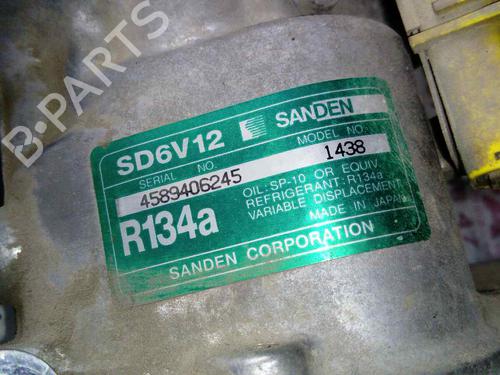 B-PARTS
SD6V12 SANDEN
SERIAL NO. MODEL NO.
4589406245 1438
R134a
OIL: SP-10 OR EQUIV.
REFRIGERANT: R134a
VARIABLE DISPLACEMENT
MADE IN JAPAN
SANDEN CORPORATION